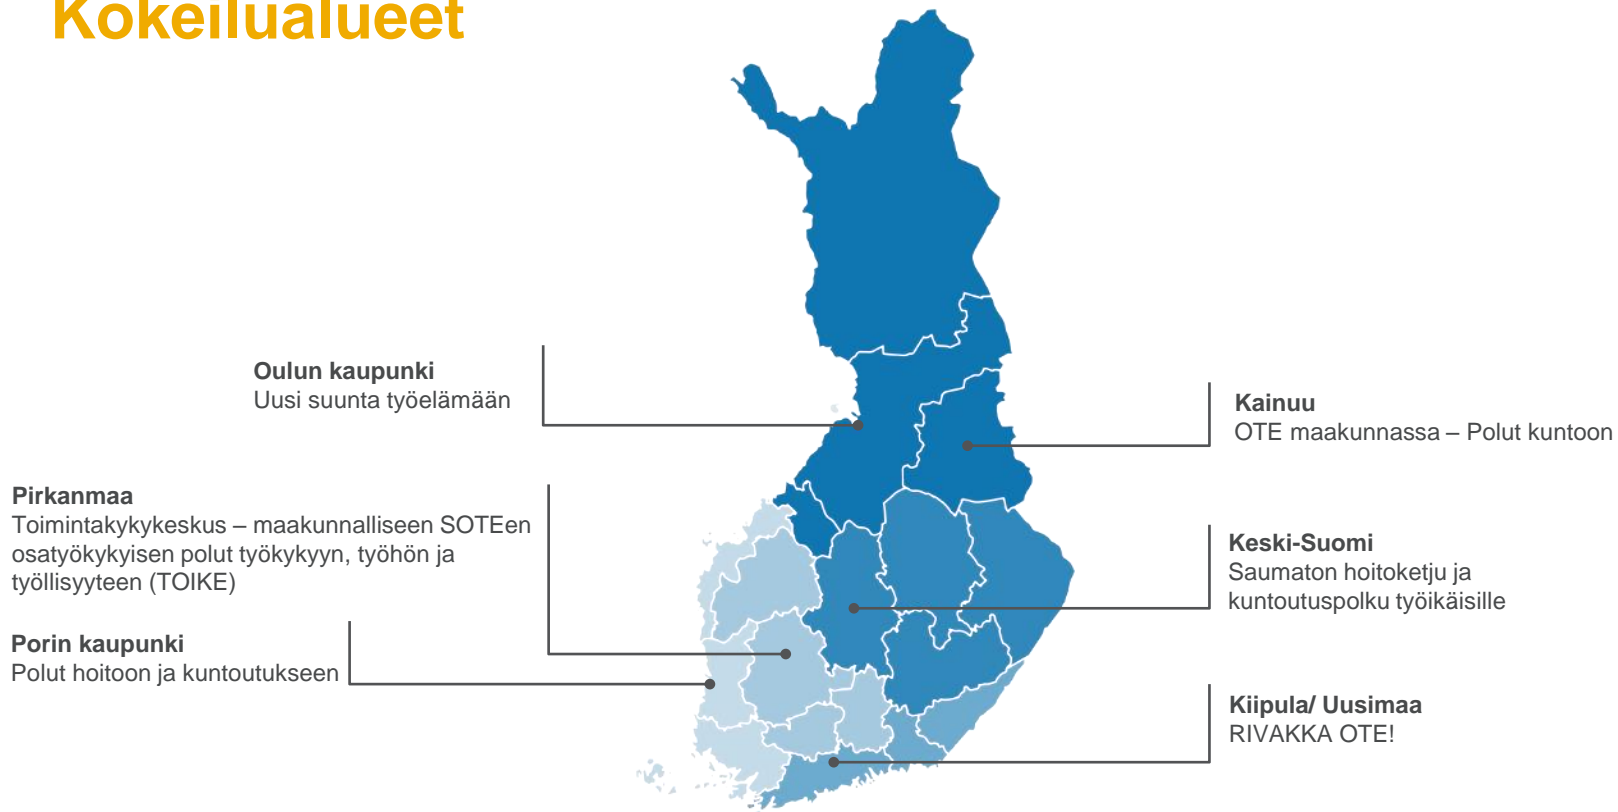 Kokeilualueet
Oulun kaupunki
Uusi suunta työelämään
Pirkanmaa
Toimintakykykeskus – maakunnalliseen SOTEen
osatyökykyisen polut työkykyyn, työhön ja
työllisyyteen (TOIKE)
Porin kaupunki
Polut hoitoon ja kuntoutukseen
Kainuu
OTE maakunnassa – Polut kuntoon
Keski-Suomi
Saumaton hoitoketju ja
kuntoutuspolku työikäisille
Kiipula/ Uusimaa
RIVAKKA OTE!